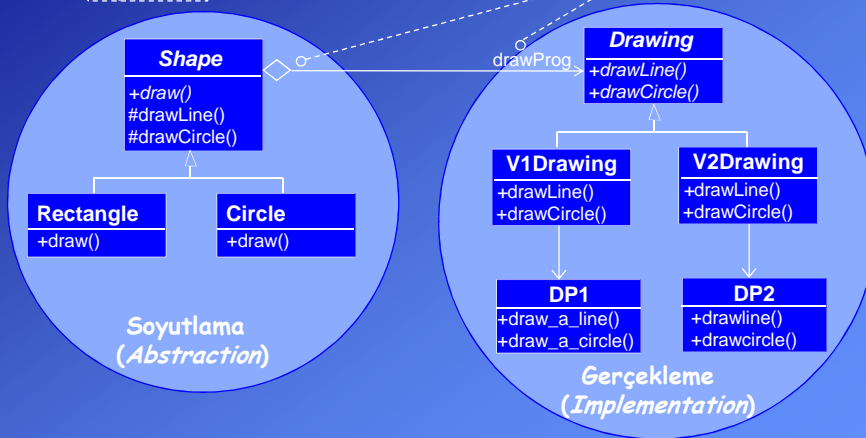 Shape
+draw()
#drawLine()
#drawCircle()
Rectangle
+draw()
Circle
+draw()
Soyutlama
(Abstraction)
drawProg
Drawing
+drawLine()
+drawCircle()
V1Drawing
+drawLine()
+drawCircle()
V2Drawing
+drawLine()
+drawCircle()
DP1
+draw_a_line()
+draw_a_circle()
DP2
+drawline()
+drawcircle()
Gerçekleme
(Implementation)